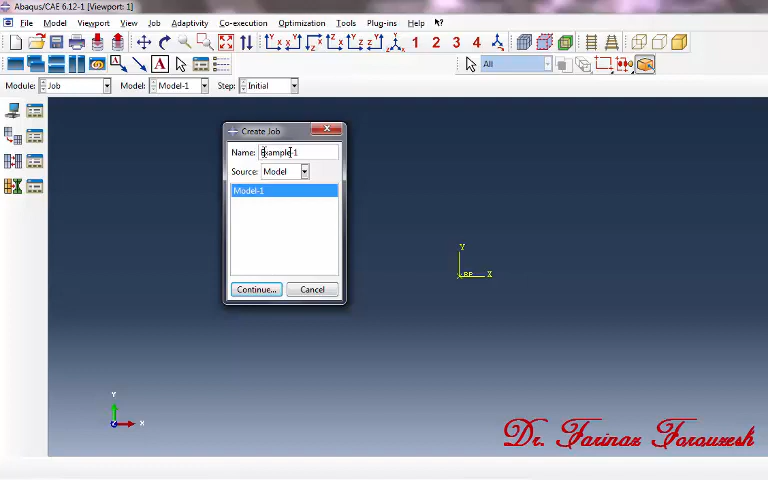 Abaqus/CAE 6.12-1 [Viewport: 1]
File Model Viewport View Job Adaptivity Co-execution Optimization Tools Plug-ins Help
1 2 3 4
A All
Module: Job Model: Model-1 Step: Initial
Create Job
Name: Example-1
Source: Model
Model-1
Continue... Cancel
Y
RP X
Y
X
Dr. Farinaz Forouzesh